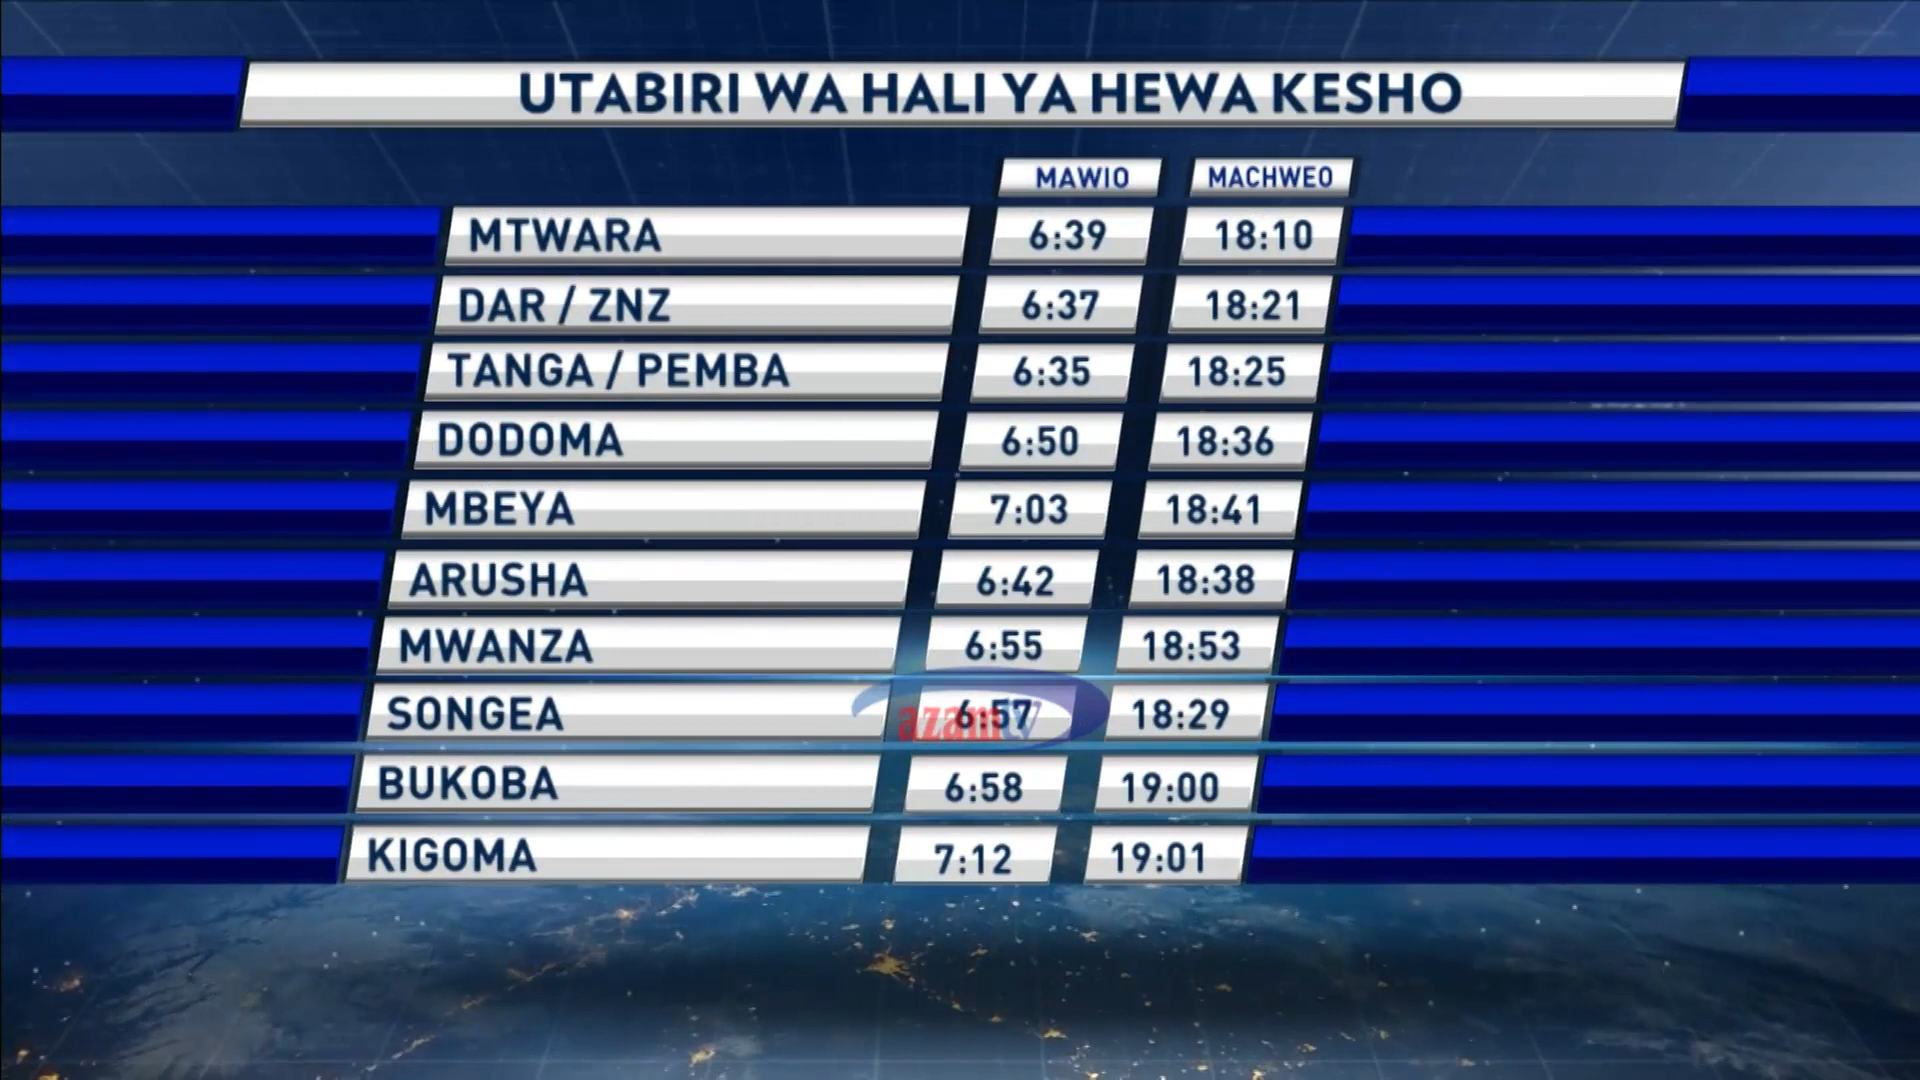 UTABIRI WA HALI YA HEWA KESHO
MAWIO MACHWEO
MTWARA 6:39 18:10
DAR / ZNZ 6:37 18:21
TANGA / PEMBA 6:35 18:25
DODOMA 6:50 18:36
MBEYA 7:03 18:41
ARUSHA 6:42 18:38
MWANZA 6:55 18:53
SONGEA 6:57 18:29
azamtv
BUKOBA 6:58 19:00
KIGOMA 7:12 19:01